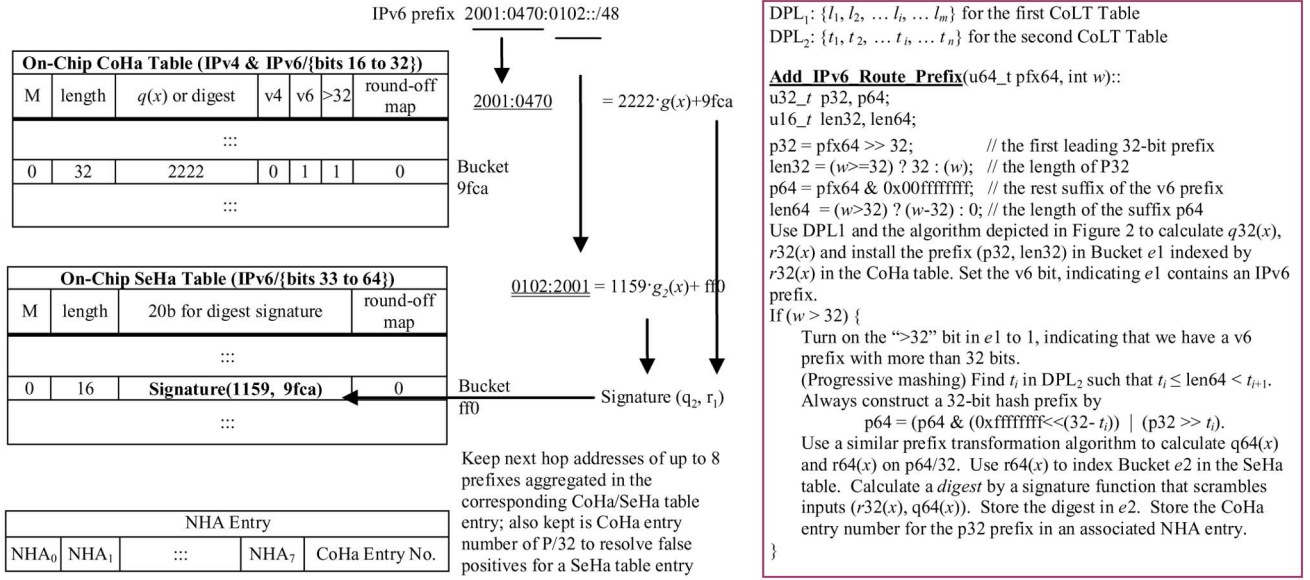 IPv6 prefix 2001:0470:0102::/48
On-Chip CoHa Table (IPv4 & IPv6/{bits 16 to 32})
M length q(x) or digest v4 v6 >32 round-off map
:::
0 32 2222 0 1 1 0
:::
2001:0470 = 2222·g(x)+9fca
Bucket
9fca
On-Chip SeHa Table (IPv6/{bits 33 to 64})
M length 20b for digest signature round-off map
:::
0 16 Signature(1159, 9fca) 0
:::
0102:2001 = 1159·g₂(x)+ ff0
Bucket
ff0
Signature (q₂, r₁)
Keep next hop addresses of up to 8
prefixes aggregated in the
corresponding CoHa/SeHa table
entry; also kept is CoHa entry
number of P/32 to resolve false
positives for a SeHa table entry
NHA Entry
NHA₀ NHA₁ ::: NHA₇ CoHa Entry No.
DPL₁: {l₁, l₂, … lᵢ, … lₘ} for the first CoLT Table
DPL₂: {t₁, t₂, … tᵢ, … tₙ} for the second CoLT Table
Add_IPv6_Route_Prefix(u64_t pfx64, int w)::
u32_t p32, p64;
u16_t len32, len64;
p32 = pfx64 >> 32; // the first leading 32-bit prefix
len32 = (w>=32) ? 32 : (w); // the length of P32
p64 = pfx64 & 0x00ffffffff; // the rest suffix of the v6 prefix
len64 = (w>32) ? (w-32) : 0; // the length of the suffix p64
Use DPL1 and the algorithm depicted in Figure 2 to calculate q32(x),
r32(x) and install the prefix (p32, len32) in Bucket e1 indexed by
r32(x) in the CoHa table. Set the v6 bit, indicating e1 contains an IPv6
prefix.
If (w > 32) {
Turn on the “>32” bit in e1 to 1, indicating that we have a v6
prefix with more than 32 bits.
(Progressive mashing) Find tᵢ in DPL₂ such that tᵢ ≤ len64 < tᵢ₊₁.
Always construct a 32-bit hash prefix by
p64 = (p64 & (0xffffffff<<(32- tᵢ)) | (p32 >> tᵢ).
Use a similar prefix transformation algorithm to calculate q64(x)
and r64(x) on p64/32. Use r64(x) to index Bucket e2 in the SeHa
table. Calculate a digest by a signature function that scrambles
inputs (r32(x), q64(x)). Store the digest in e2. Store the CoHa
entry number for the p32 prefix in an associated NHA entry.
}